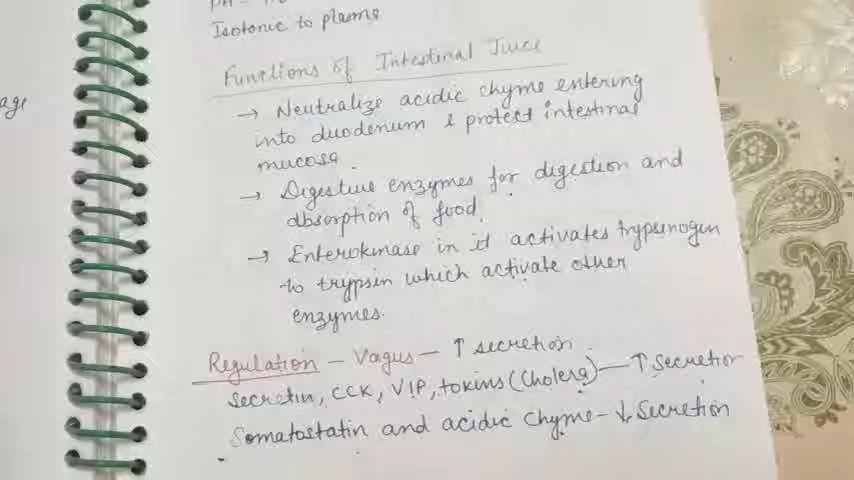 age
Isotonic to plasma
Functions of Intestinal Juice
→ Neutralize acidic chyme entering
into duodenum & protect intestinal
mucosa.
→ Digestive enzymes for digestion and
absorption of food.
→ Enterokinase in it activates trypsinogen
to trypsin which activate other
enzymes.
Regulation - Vagus - ↑ secretion
Secretin, CCK, VIP, toxins (Cholera) - ↑ Secretion
Somatostatin and acidic chyme - ↓ Secretion